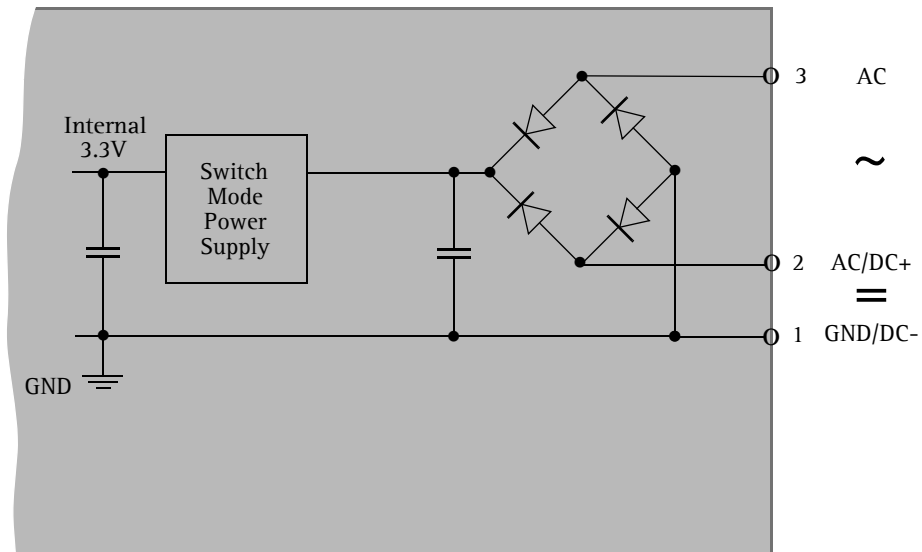 3 AC
Internal
3.3V
Switch
Mode
Power
Supply
~
2 AC/DC+
=
1 GND/DC-
GND